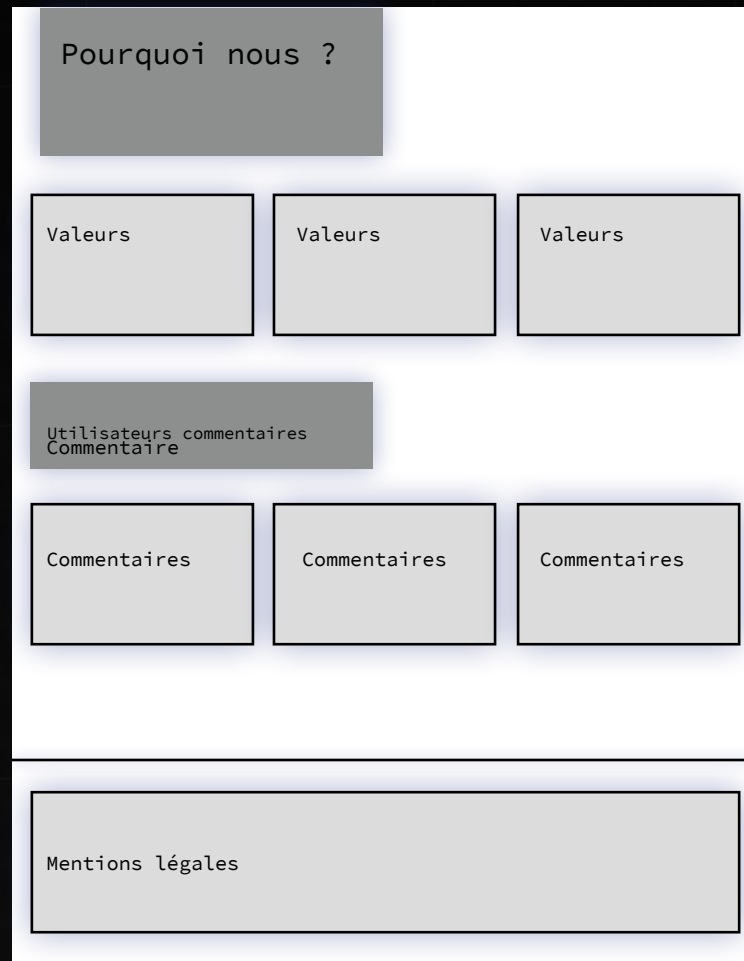 Pourquoi nous ?
Valeurs
Valeurs
Valeurs
Utilisateurs commentaires
Commentaire
Commentaires
Commentaires
Commentaires
Mentions légales